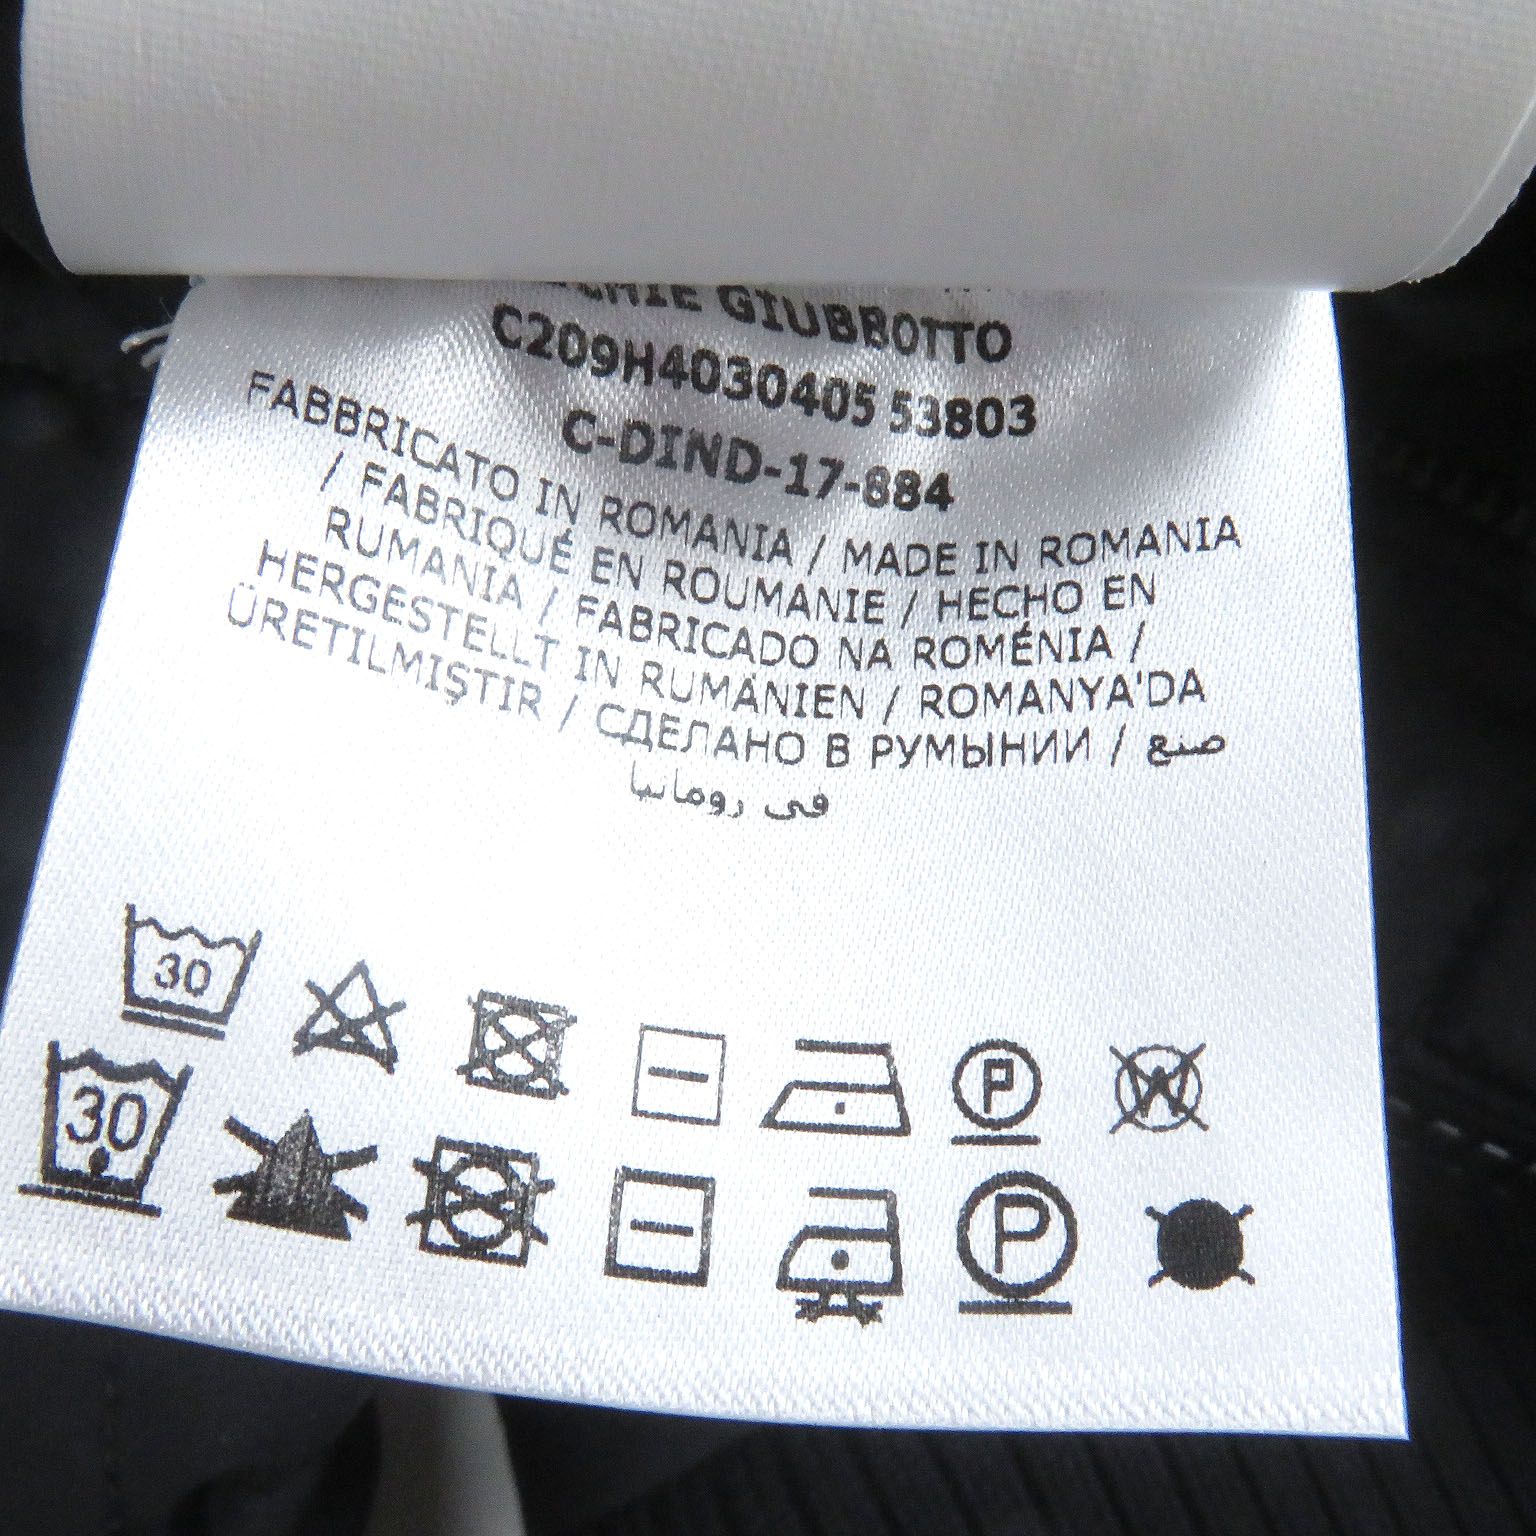 GIUBBOTTO
C209H4030405 53803
C-DIND-17-884
FABBRICATO IN ROMANIA / MADE IN ROMANIA
/ FABRIQUÉ EN ROUMANIE / HECHO EN
RUMANIA / FABRICADO NA ROMÉNIA /
HERGESTELLT IN RUMÄNIEN / ROMANYA'DA
ÜRETILMIŞTIR / СДЕЛАНО В РУМЫНИИ / صنع
في رومانيا
30 P W
30 P